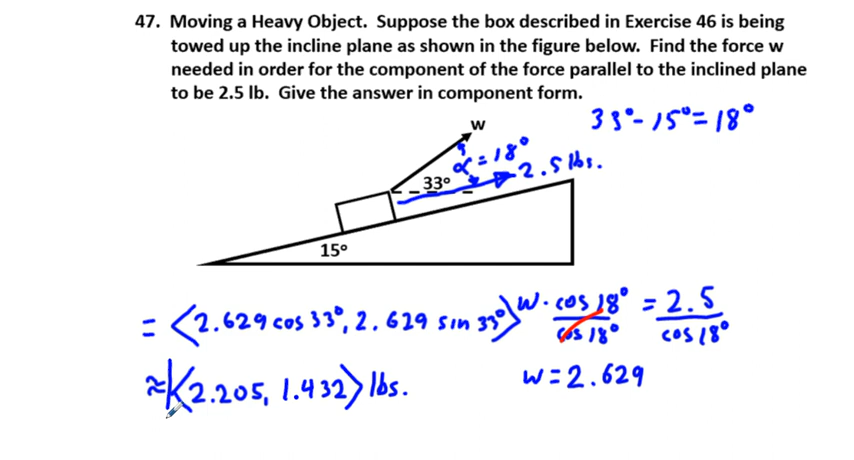 47. Moving a Heavy Object. Suppose the box described in Exercise 46 is being
towed up the incline plane as shown in the figure below. Find the force w
needed in order for the component of the force parallel to the inclined plane
to be 2.5 lb. Give the answer in component form.
33° - 15° = 18°
w
α = 18°
2.5 lbs.
33°
15°
= ⟨2.629 cos 33°, 2.629 sin 33°⟩
w · cos 18° / cos 18° = 2.5 / cos 18°
≈ ⟨2.205, 1.432⟩ lbs.
w = 2.629